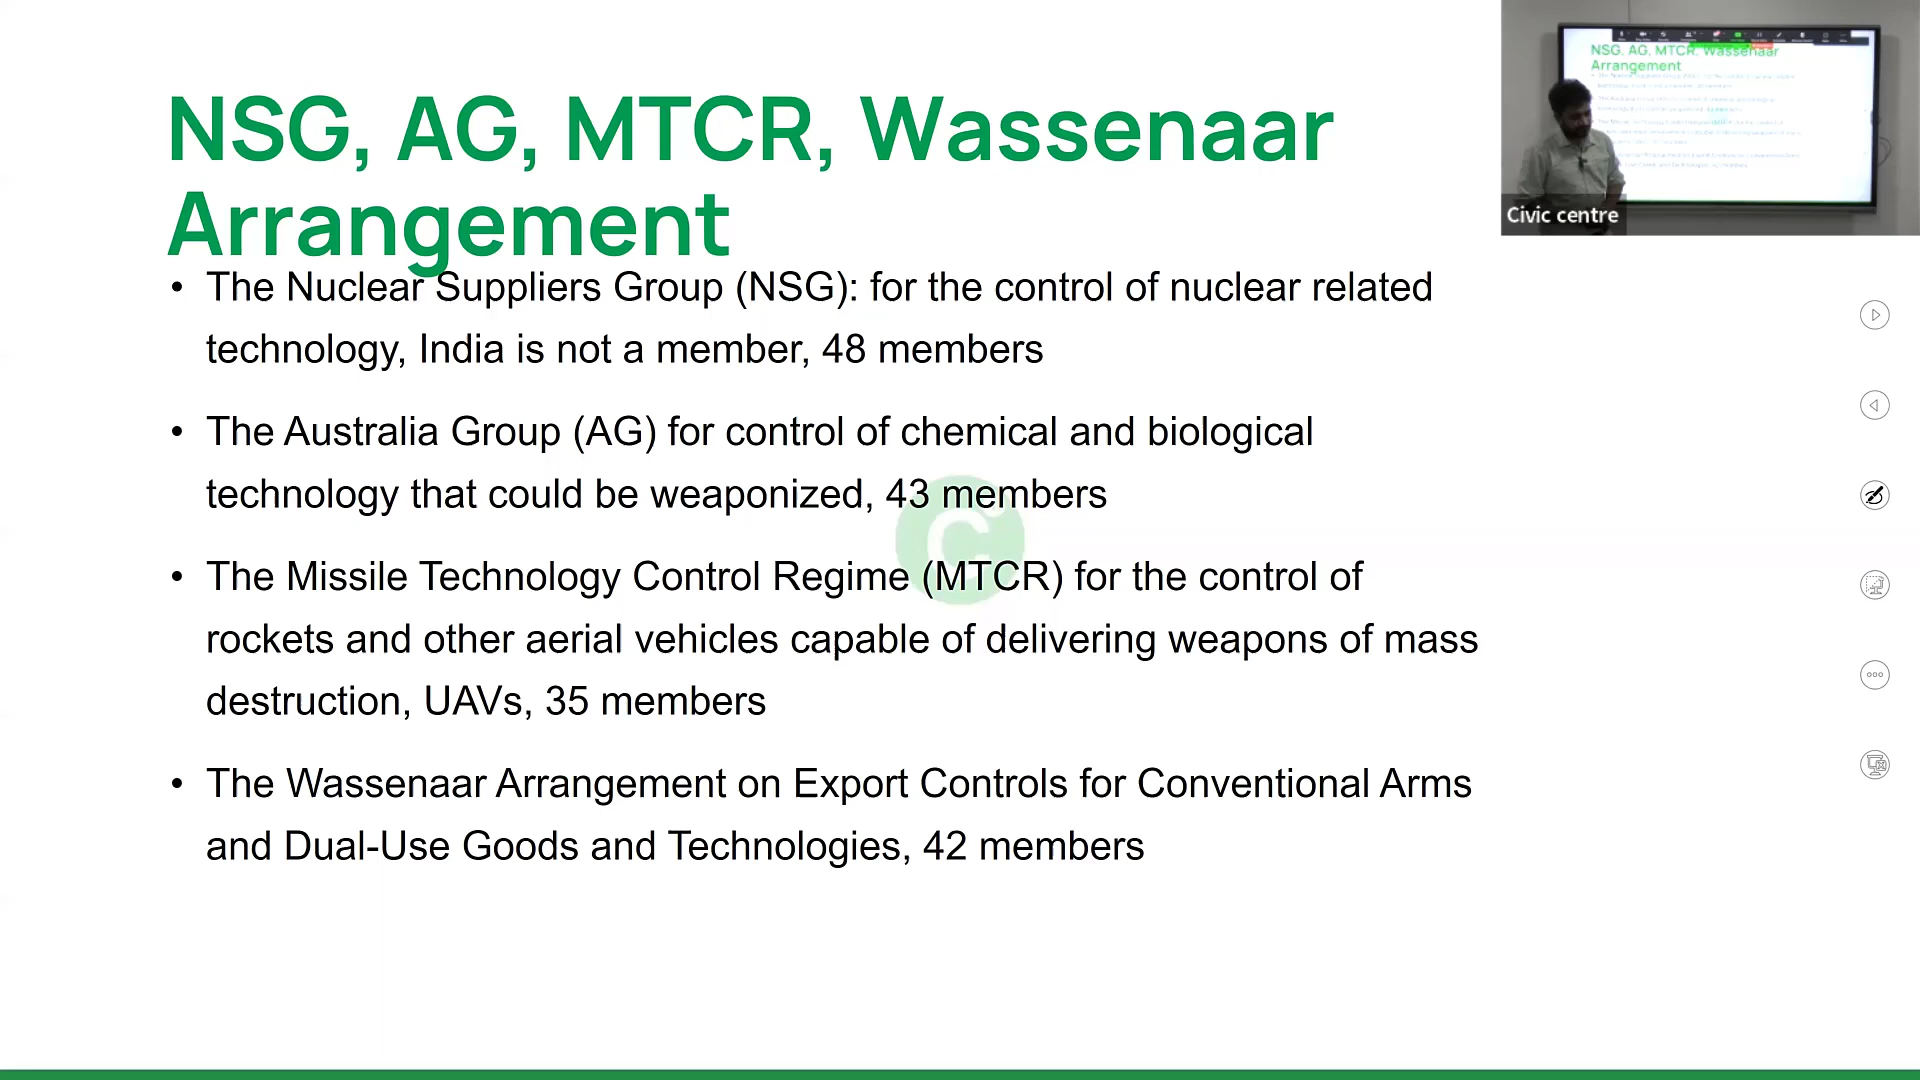 NSG, AG, MTCR, Wassenaar
Arrangement
• The Nuclear Suppliers Group (NSG): for the control of nuclear related
technology, India is not a member, 48 members
• The Australia Group (AG) for control of chemical and biological
technology that could be weaponized, 43 members
• The Missile Technology Control Regime (MTCR) for the control of
rockets and other aerial vehicles capable of delivering weapons of mass
destruction, UAVs, 35 members
• The Wassenaar Arrangement on Export Controls for Conventional Arms
and Dual-Use Goods and Technologies, 42 members
NSG, AG, MTCR, Wassenaar
Arrangement
Civic centre